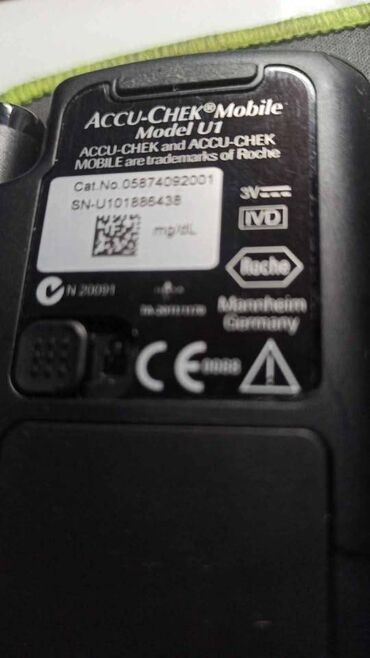 ACCU-CHEK®Mobile
Model U1
ACCU-CHEK and ACCU-CHEK
MOBILE are trademarks of Roche
Cat.No.05874092001
SN-U101886438
mg/dL
3V
IVD
Roche
N 20091
Mannheim
Germany
CE